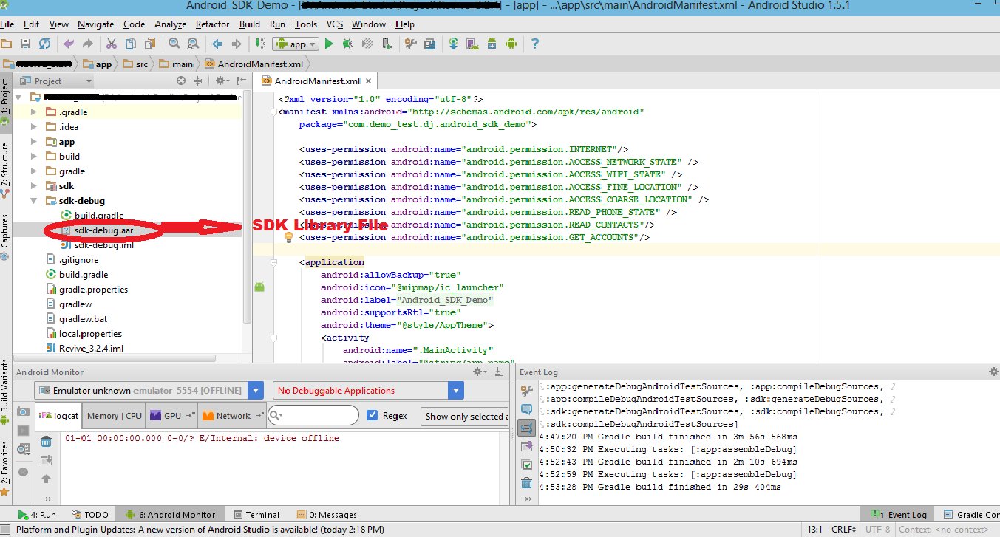 Android_SDK_Demo - [ ] - [app] - ...\app\src\main\AndroidManifest.xml - Android Studio 1.5.1
File Edit View Navigate Code Analyze Refactor Build Run Tools VCS Window Help
app
app src main AndroidManifest.xml
1: Project
7: Structure
Captures
Build Variants
2: Favorites
Project
e
.gradle
.idea
app
build
gradle
sdk
sdk-debug
build.gradle
sdk-debug.aar
sdk-debug.iml
.gitignore
build.gradle
gradle.properties
gradlew
gradlew.bat
local.properties
Revive_3.2.4.iml
SDK Library File
AndroidManifest.xml
<?xml version="1.0" encoding="utf-8"?>
<manifest xmlns:android="http://schemas.android.com/apk/res/android"
package="com.demo_test.dj.android_sdk_demo">
<uses-permission android:name="android.permission.INTERNET"/>
<uses-permission android:name="android.permission.ACCESS_NETWORK_STATE" />
<uses-permission android:name="android.permission.ACCESS_WIFI_STATE" />
<uses-permission android:name="android.permission.ACCESS_FINE_LOCATION" />
<uses-permission android:name="android.permission.ACCESS_COARSE_LOCATION" />
<uses-permission android:name="android.permission.READ_PHONE_STATE" />
<uses-permission android:name="android.permission.READ_CONTACTS"/>
<uses-permission android:name="android.permission.GET_ACCOUNTS"/>
<application
android:allowBackup="true"
android:icon="@mipmap/ic_launcher"
android:label="Android_SDK_Demo"
android:supportsRtl="true"
android:theme="@style/AppTheme">
<activity
android:name=".MainActivity"
android:label="@string/app_name"
Android Monitor
Emulator unknown emulator-5554 [OFFLINE]
No Debuggable Applications
logcat Memory | CPU GPU Network Regex Show only selected a
01-01 00:00:00.000 0-0/? E/Internal: device offline
Event Log
:app:generateDebugAndroidTestSources, :app:compileDebugSources,
:app:compileDebugAndroidTestSources, :sdk:generateDebugSources,
:sdk:generateDebugAndroidTestSources, :sdk:compileDebugSources,
:sdk:compileDebugAndroidTestSources]
4:47:20 PM Gradle build finished in 3m 56s 568ms
4:50:32 PM Executing tasks: [:app:assembleDebug]
4:52:43 PM Gradle build finished in 2m 10s 694ms
4:52:59 PM Executing tasks: [:app:assembleDebug]
4:53:28 PM Gradle build finished in 29s 404ms
4: Run TODO 6: Android Monitor Terminal 0: Messages 1 Event Log Gradle Con
Platform and Plugin Updates: A new version of Android Studio is available! (today 2:18 PM) 13:1 CRLF UTF-8 Context: <no context>